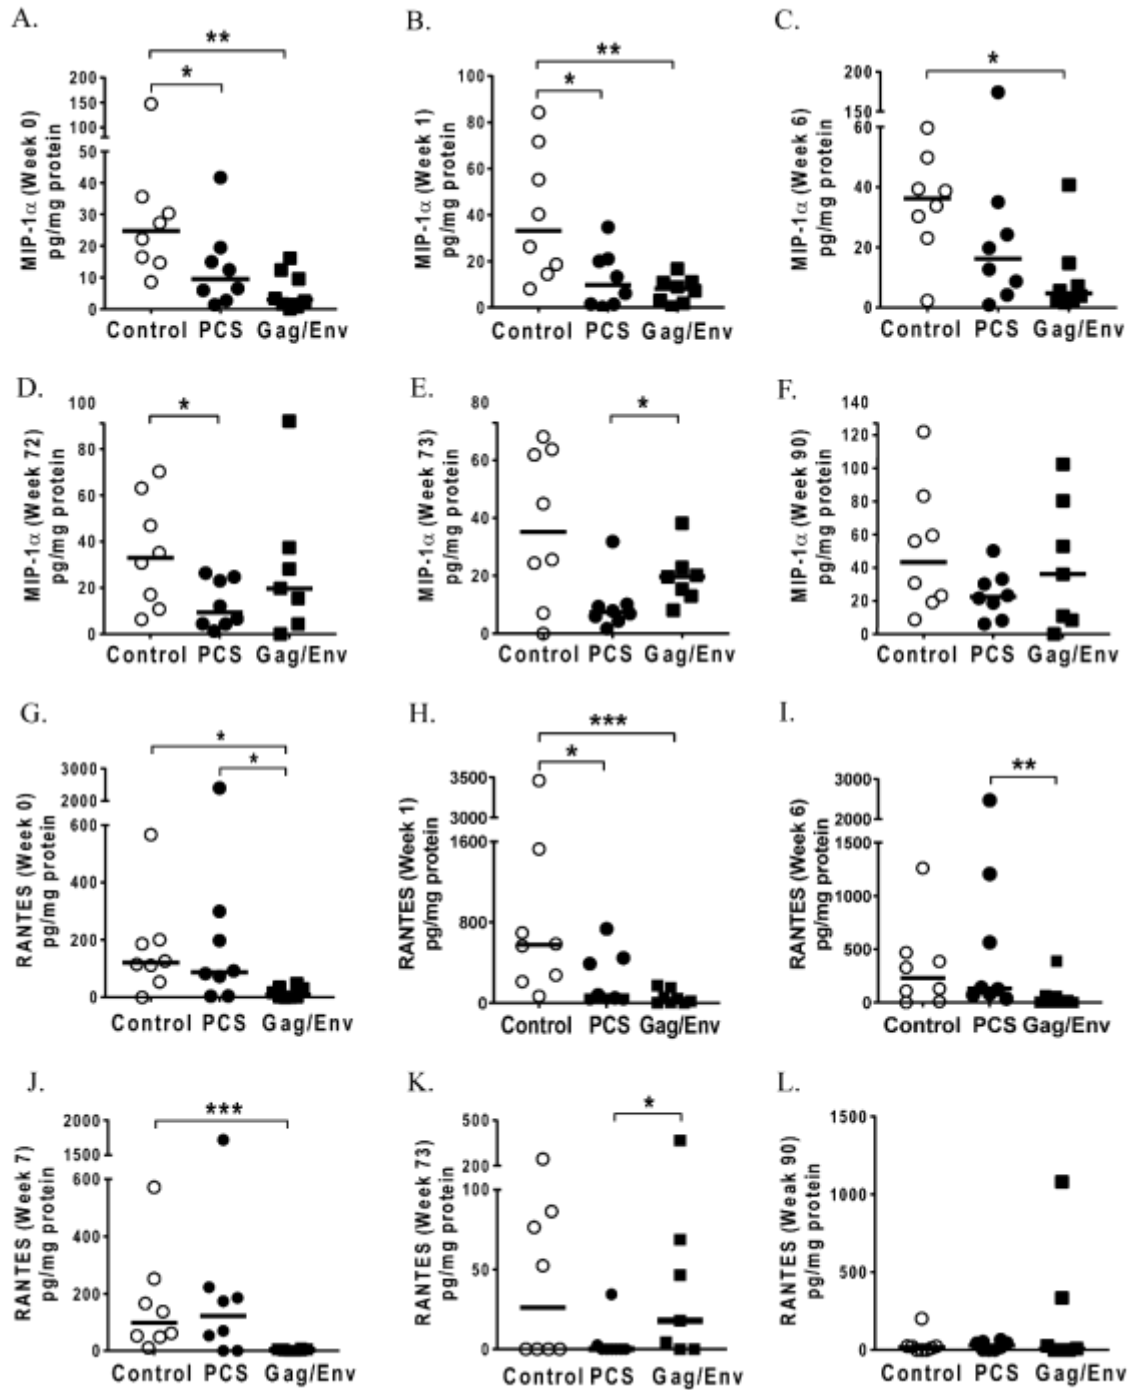 A.
B.
C.
**
*
200
150
100
50
40
30
20
10
0
MIP-1α (Week 0)
pg/mg protein
Control PCS Gag/Env
**
*
100
80
60
40
20
0
MIP-1α (Week 1)
pg/mg protein
Control PCS Gag/Env
*
200
150
60
40
20
0
MIP-1α (Week 6)
pg/mg protein
Control PCS Gag/Env
D.
E.
F.
*
100
80
60
40
20
0
MIP-1α (Week 72)
pg/mg protein
Control PCS Gag/Env
*
80
60
40
20
0
MIP-1α (Week 73)
pg/mg protein
Control PCS Gag/Env
140
120
100
80
60
40
20
0
MIP-1α (Week 90)
pg/mg protein
Control PCS Gag/Env
G.
H.
I.
*
*
3000
2000
600
400
200
0
RANTES (Week 0)
pg/mg protein
Control PCS Gag/Env
***
*
3500
3000
1600
800
0
RANTES (Week 1)
pg/mg protein
Control PCS Gag/Env
**
3000
2000
1500
1000
500
0
RANTES (Week 6)
pg/mg protein
Control PCS Gag/Env
J.
K.
L.
***
2000
1500
600
400
200
0
RANTES (Week 7)
pg/mg protein
Control PCS Gag/Env
*
500
200
100
50
0
RANTES (Week 73)
pg/mg protein
Control PCS Gag/Env
1500
1000
500
0
RANTES (Weak 90)
pg/mg protein
Control PCS Gag/Env